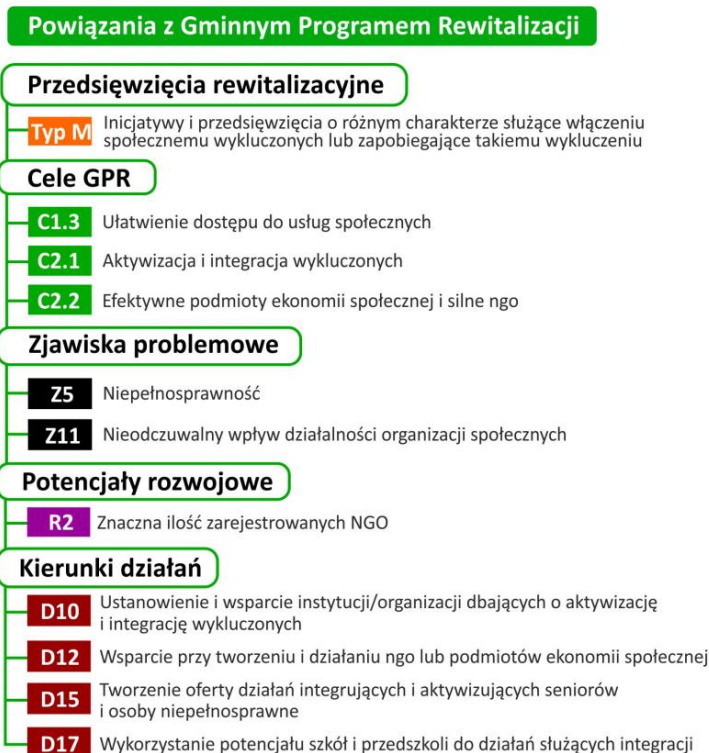 Powiązania z Gminnym Programem Rewitalizacji
Przedsięwzięcia rewitalizacyjne
Typ M Inicjatywy i przedsięwzięcia o różnym charakterze służące włączeniu
społecznemu wykluczonych lub zapobiegające takiemu wykluczeniu
Cele GPR
C1.3 Ułatwienie dostępu do usług społecznych
C2.1 Aktywizacja i integracja wykluczonych
C2.2 Efektywne podmioty ekonomii społecznej i silne ngo
Zjawiska problemowe
Z5 Niepełnosprawność
Z11 Nieodczuwalny wpływ działalności organizacji społecznych
Potencjały rozwojowe
R2 Znaczna ilość zarejestrowanych NGO
Kierunki działań
D10 Ustanowienie i wsparcie instytucji/organizacji dbających o aktywizację
i integrację wykluczonych
D12 Wsparcie przy tworzeniu i działaniu ngo lub podmiotów ekonomii społecznej
D15 Tworzenie oferty działań integrujących i aktywizujących seniorów
i osoby niepełnosprawne
D17 Wykorzystanie potencjału szkół i przedszkoli do działań służących integracji